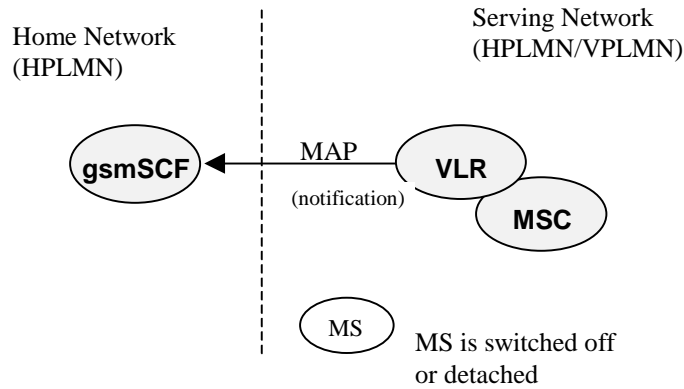 Home Network
(HPLMN)
Serving Network
(HPLMN/VPLMN)
gsmSCF
MAP
(notification)
VLR
MSC
MS
MS is switched off
or detached